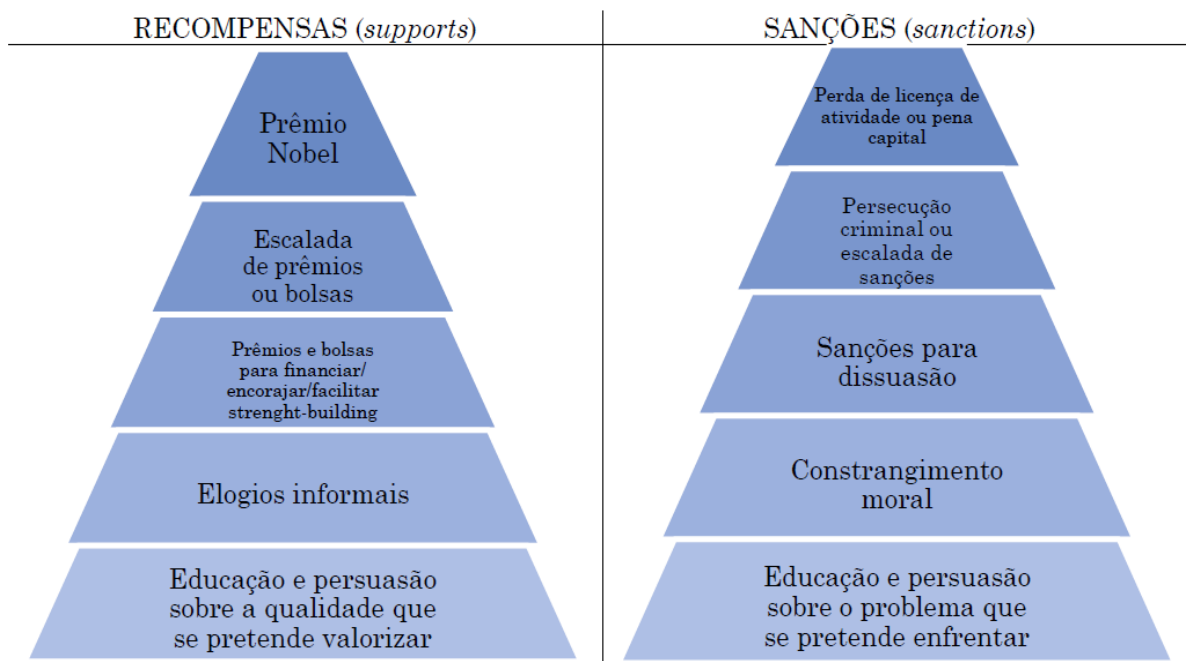 RECOMPENSAS (supports)
Prêmio
Nobel
Escalada
de prêmios
ou bolsas
Prêmios e bolsas
para financiar/
encorajar/facilitar
strenght-building
Elogios informais
Educação e persuasão
sobre a qualidade que
se pretende valorizar
SANÇÕES (sanctions)
Perda de licença de
atividade ou pena
capital
Persecução
criminal ou
escalada de
sanções
Sanções para
dissuasão
Constrangimento
moral
Educação e persuasão
sobre o problema que
se pretende enfrentar